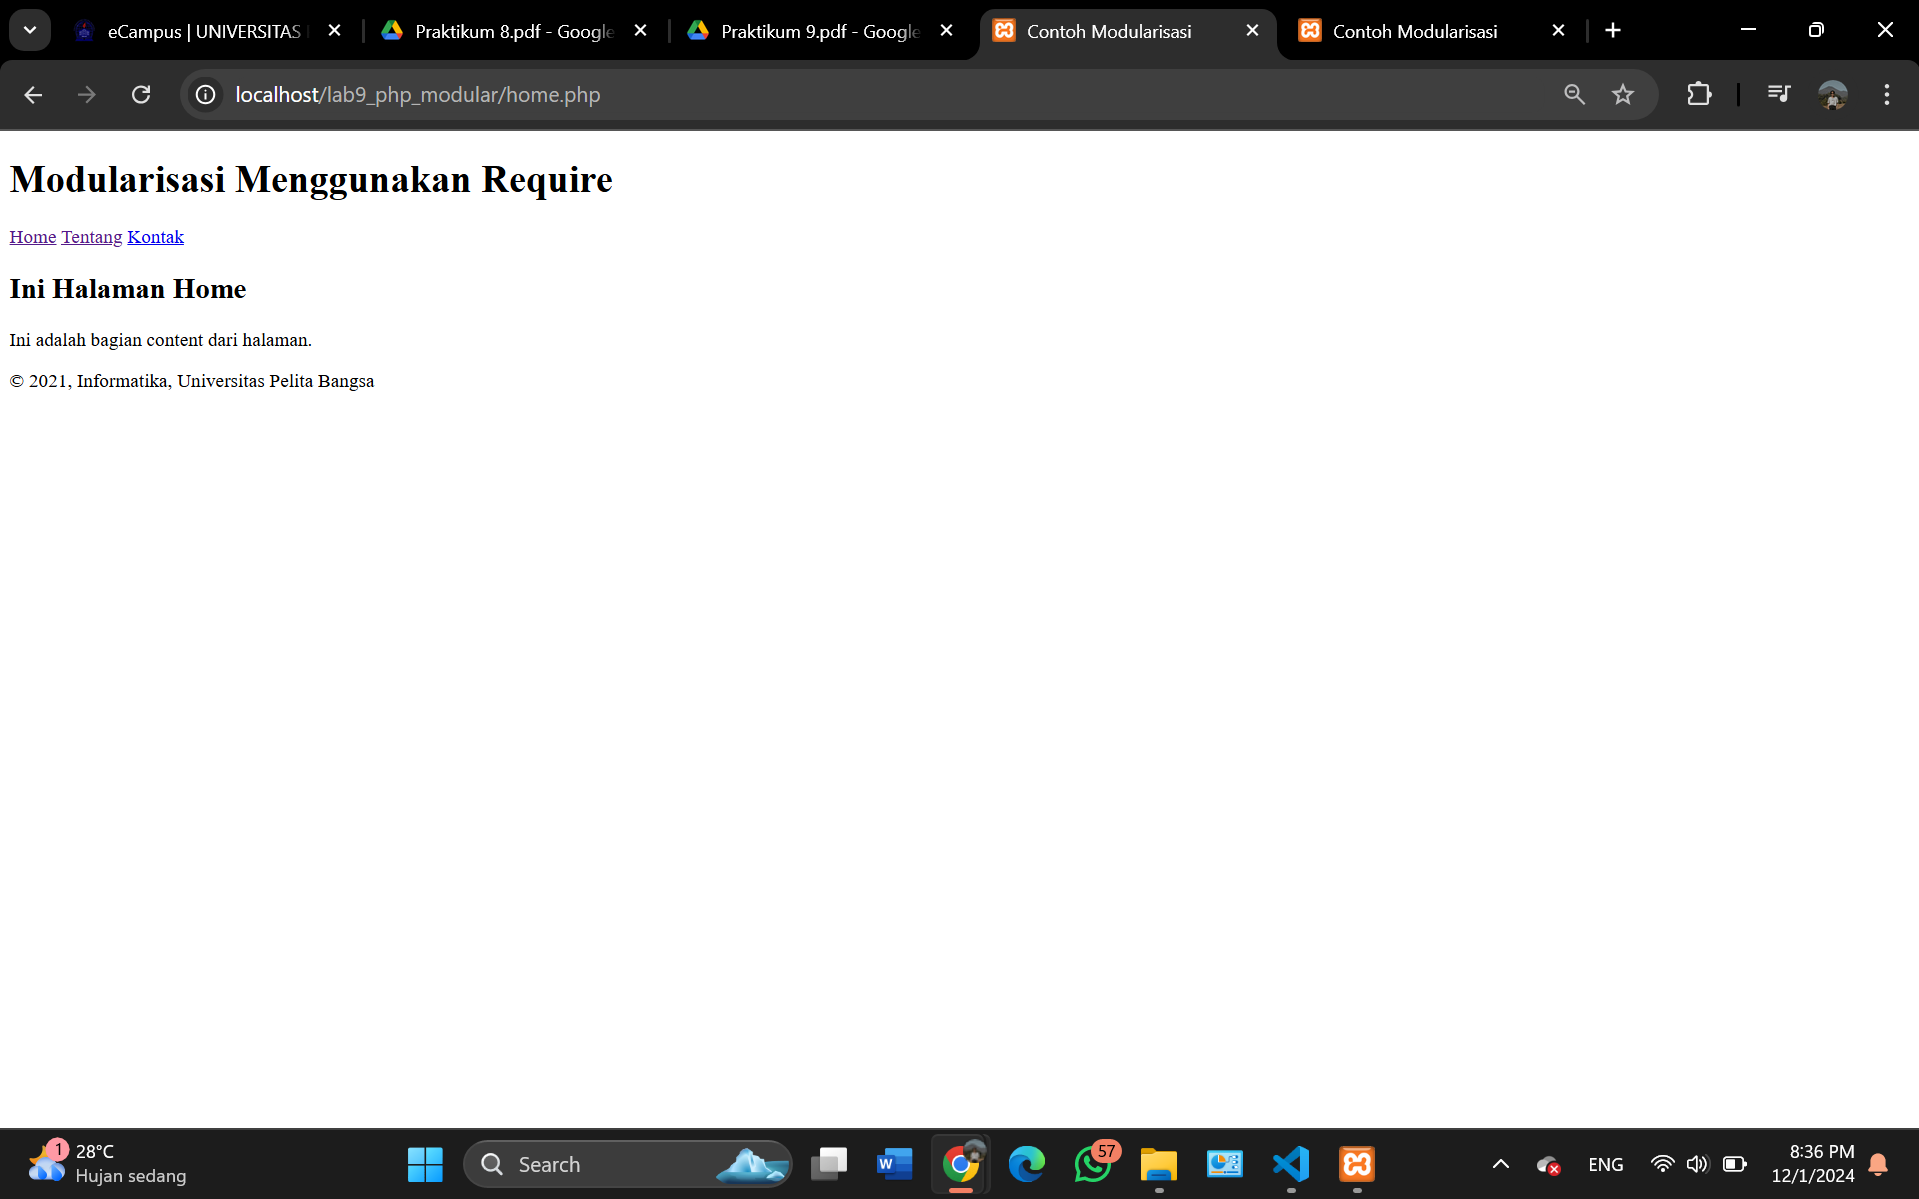 eCampus | UNIVERSITAS
Praktikum 8.pdf - Google
Praktikum 9.pdf - Google
Contoh Modularisasi
Contoh Modularisasi
localhost/lab9_php_modular/home.php
Modularisasi Menggunakan Require
Home Tentang Kontak
Ini Halaman Home
Ini adalah bagian content dari halaman.
© 2021, Informatika, Universitas Pelita Bangsa
1
28°C
Hujan sedang
Search
W
57
ENG
8:36 PM
12/1/2024